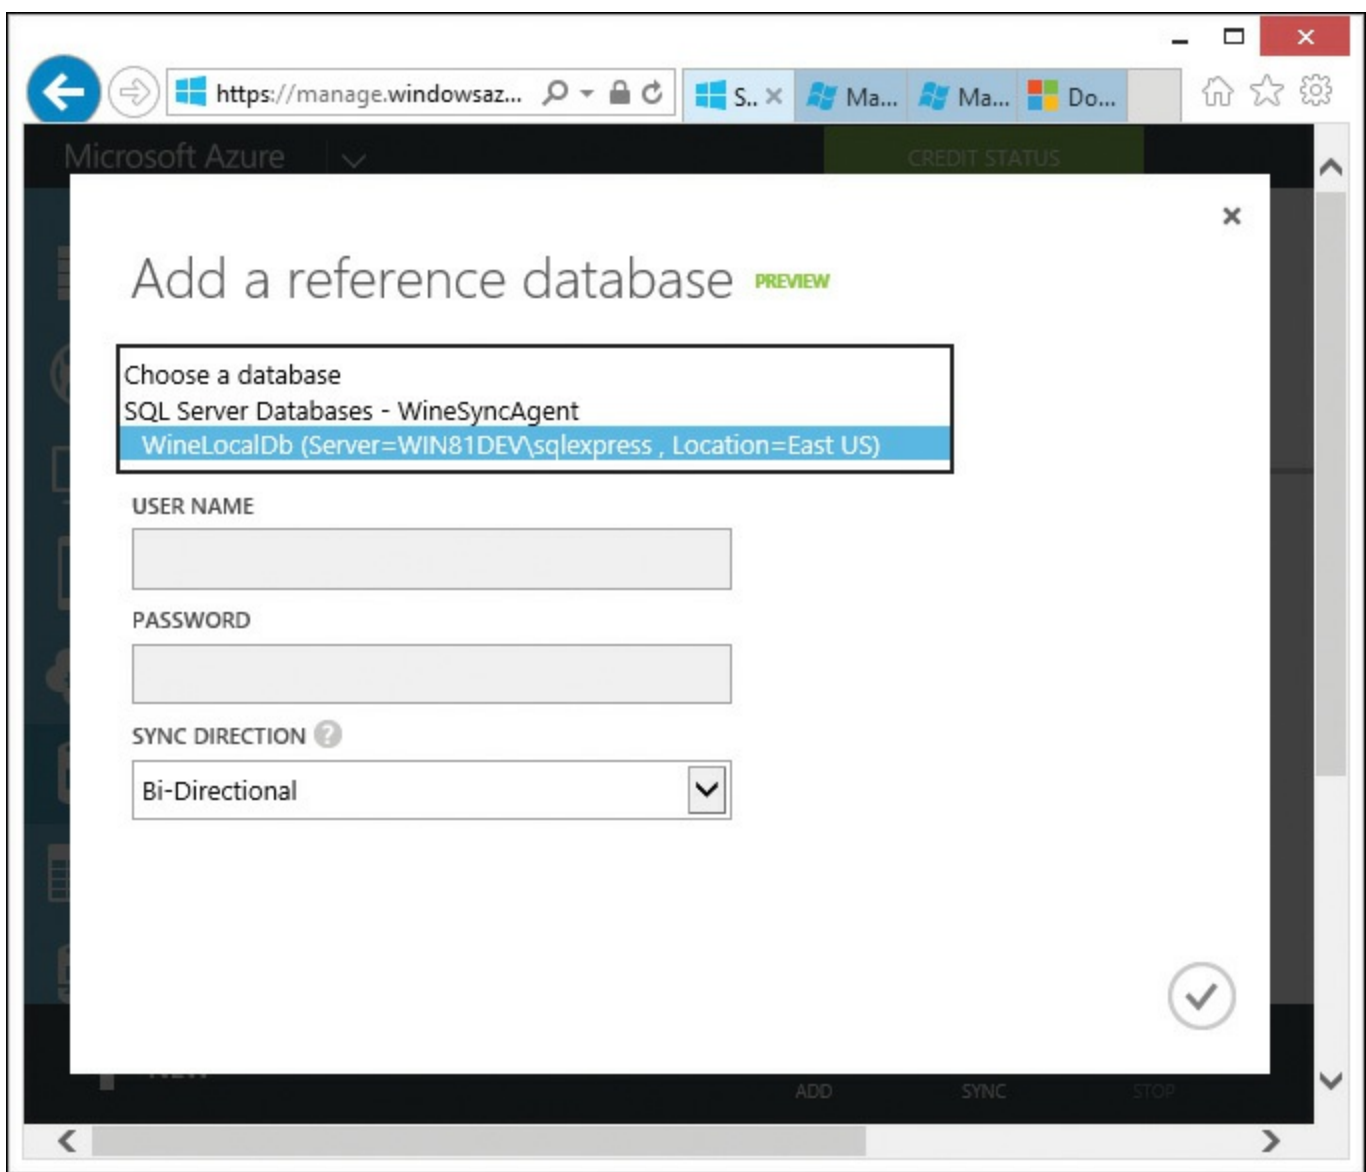 https://manage.windowsaz...
S..
Ma...
Ma...
Do...
Microsoft Azure
CREDIT STATUS
Add a reference database PREVIEW
Choose a database
SQL Server Databases - WineSyncAgent
WineLocalDb (Server=WIN81DEV\sqlexpress , Location=East US)
USER NAME
PASSWORD
SYNC DIRECTION ?
Bi-Directional
NEW
ADD
SYNC
STOP